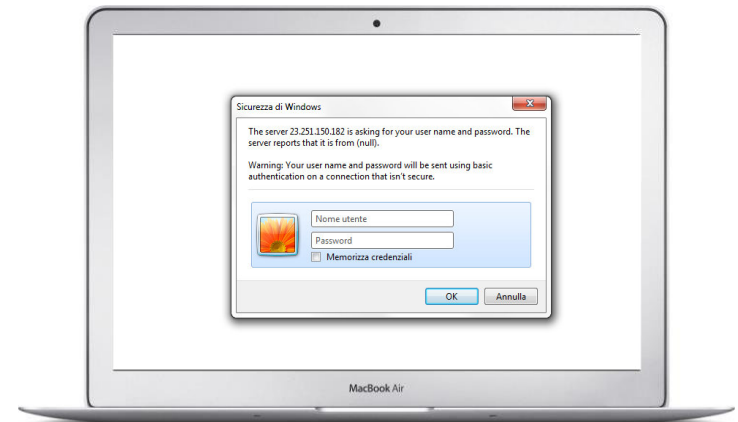 Sicurezza di Windows
The server 23.251.150.182 is asking for your user name and password. The
server reports that it is from (null).
Warning: Your user name and password will be sent using basic
authentication on a connection that isn't secure.
Nome utente
Password
Memorizza credenziali
OK
Annulla
MacBook Air